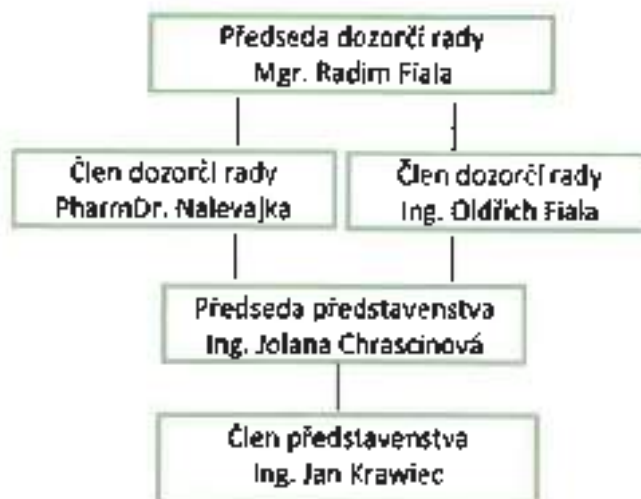 Předseda dozorčí rady
Mgr. Radim Fiala
Člen dozorčí rady
PharmDr. Nalevajka
Člen dozorčí rady
Ing. Oldřich Fiala
Předseda představenstva
Ing. Jolana Chrascinová
Člen představenstva
Ing. Jan Krawiec